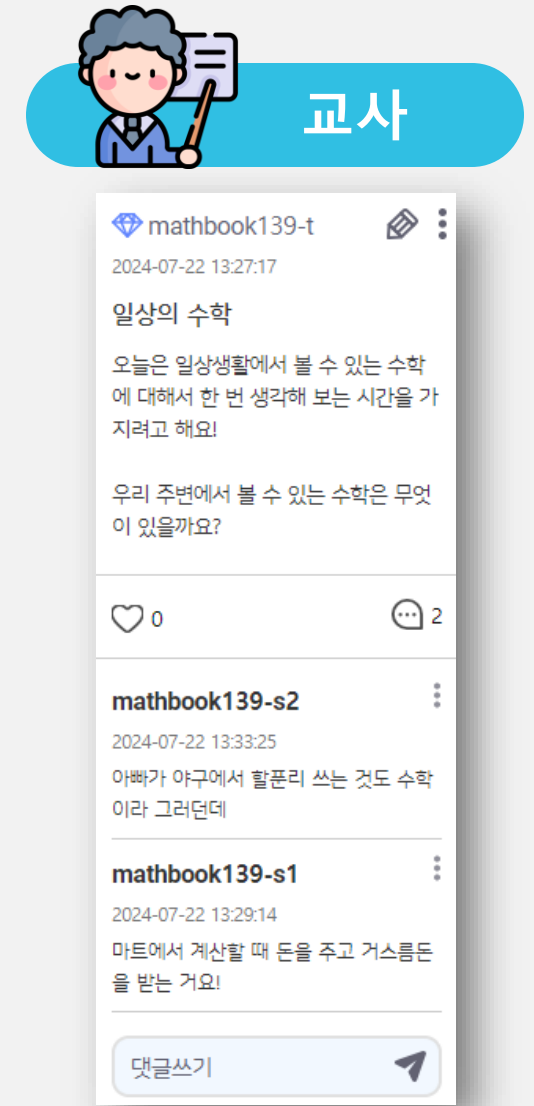 교사
mathbook139-t
2024-07-22 13:27:17
일상의 수학
오늘은 일상생활에서 볼 수 있는 수학
에 대해서 한 번 생각해 보는 시간을 가
지려고 해요!
우리 주변에서 볼 수 있는 수학은 무엇
이 있을까요?
0
2
mathbook139-s2
2024-07-22 13:33:25
아빠가 야구에서 할푼리 쓰는 것도 수학
이라 그러던데
mathbook139-s1
2024-07-22 13:29:14
마트에서 계산할 때 돈을 주고 거스름돈
을 받는 거요!
댓글쓰기